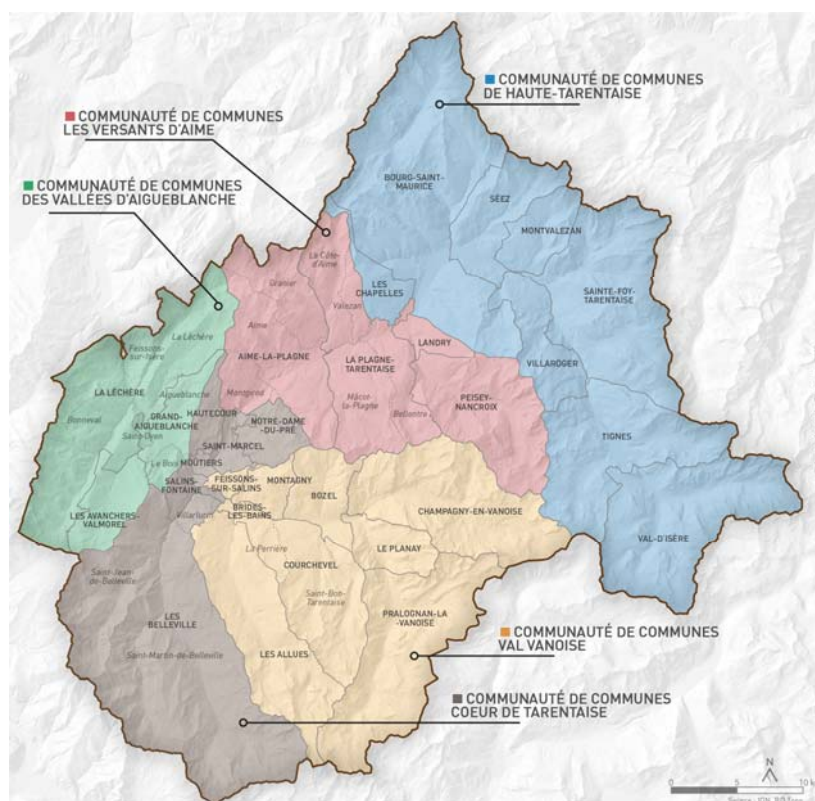 COMMUNAUTÉ DE COMMUNES
DE HAUTE-TARENTAISE
COMMUNAUTÉ DE COMMUNES
LES VERSANTS D'AIME
COMMUNAUTÉ DE COMMUNES
DES VALLÉES D'AIGUEBLANCHE
BOURG-SAINT-
MAURICE
SÉEZ
MONTVALEZAN
La Côte-
d'Aime
Granier
LES
CHAPELLES
SAINTE-FOY-
TARENTAISE
Valezan
La Léchère
Aime
Feissons-
sur-Isère
LANDRY
AIME-LA-PLAGNE
LA PLAGNE-
TARENTAISE
VILLAROGER
LA LÉCHÈRE
Aigueblanche
Montgirod
Mâcot-
la-Plagne
PEISEY-
NANCROIX
Bonneval
GRAND-
AIGUEBLANCHE
HAUTECOUR
NOTRE-DAME-
DU-PRÉ
Bellentre
Saint-Oyen
SAINT-MARCEL
TIGNES
Le Bois
MOÛTIERS
SALINS-
FONTAINE
FEISSONS-
SUR-SALINS
MONTAGNY
BOZEL
LES AVANCHERS-
VALMOREL
Villarlurin
BRIDES-
LES-BAINS
CHAMPAGNY-EN-VANOISE
VAL-D'ISÈRE
La Perrière
LE PLANAY
Saint-Jean-
de-Belleville
COURCHEVEL
Saint-Bon-
Tarentaise
LES
BELLEVILLE
PRALOGNAN-LA
-VANOISE
Saint-Martin-de-Belleville
LES ALLUES
COMMUNAUTÉ DE COMMUNES
VAL VANOISE
COMMUNAUTÉ DE COMMUNES
COEUR DE TARENTAISE
N
0 5 10